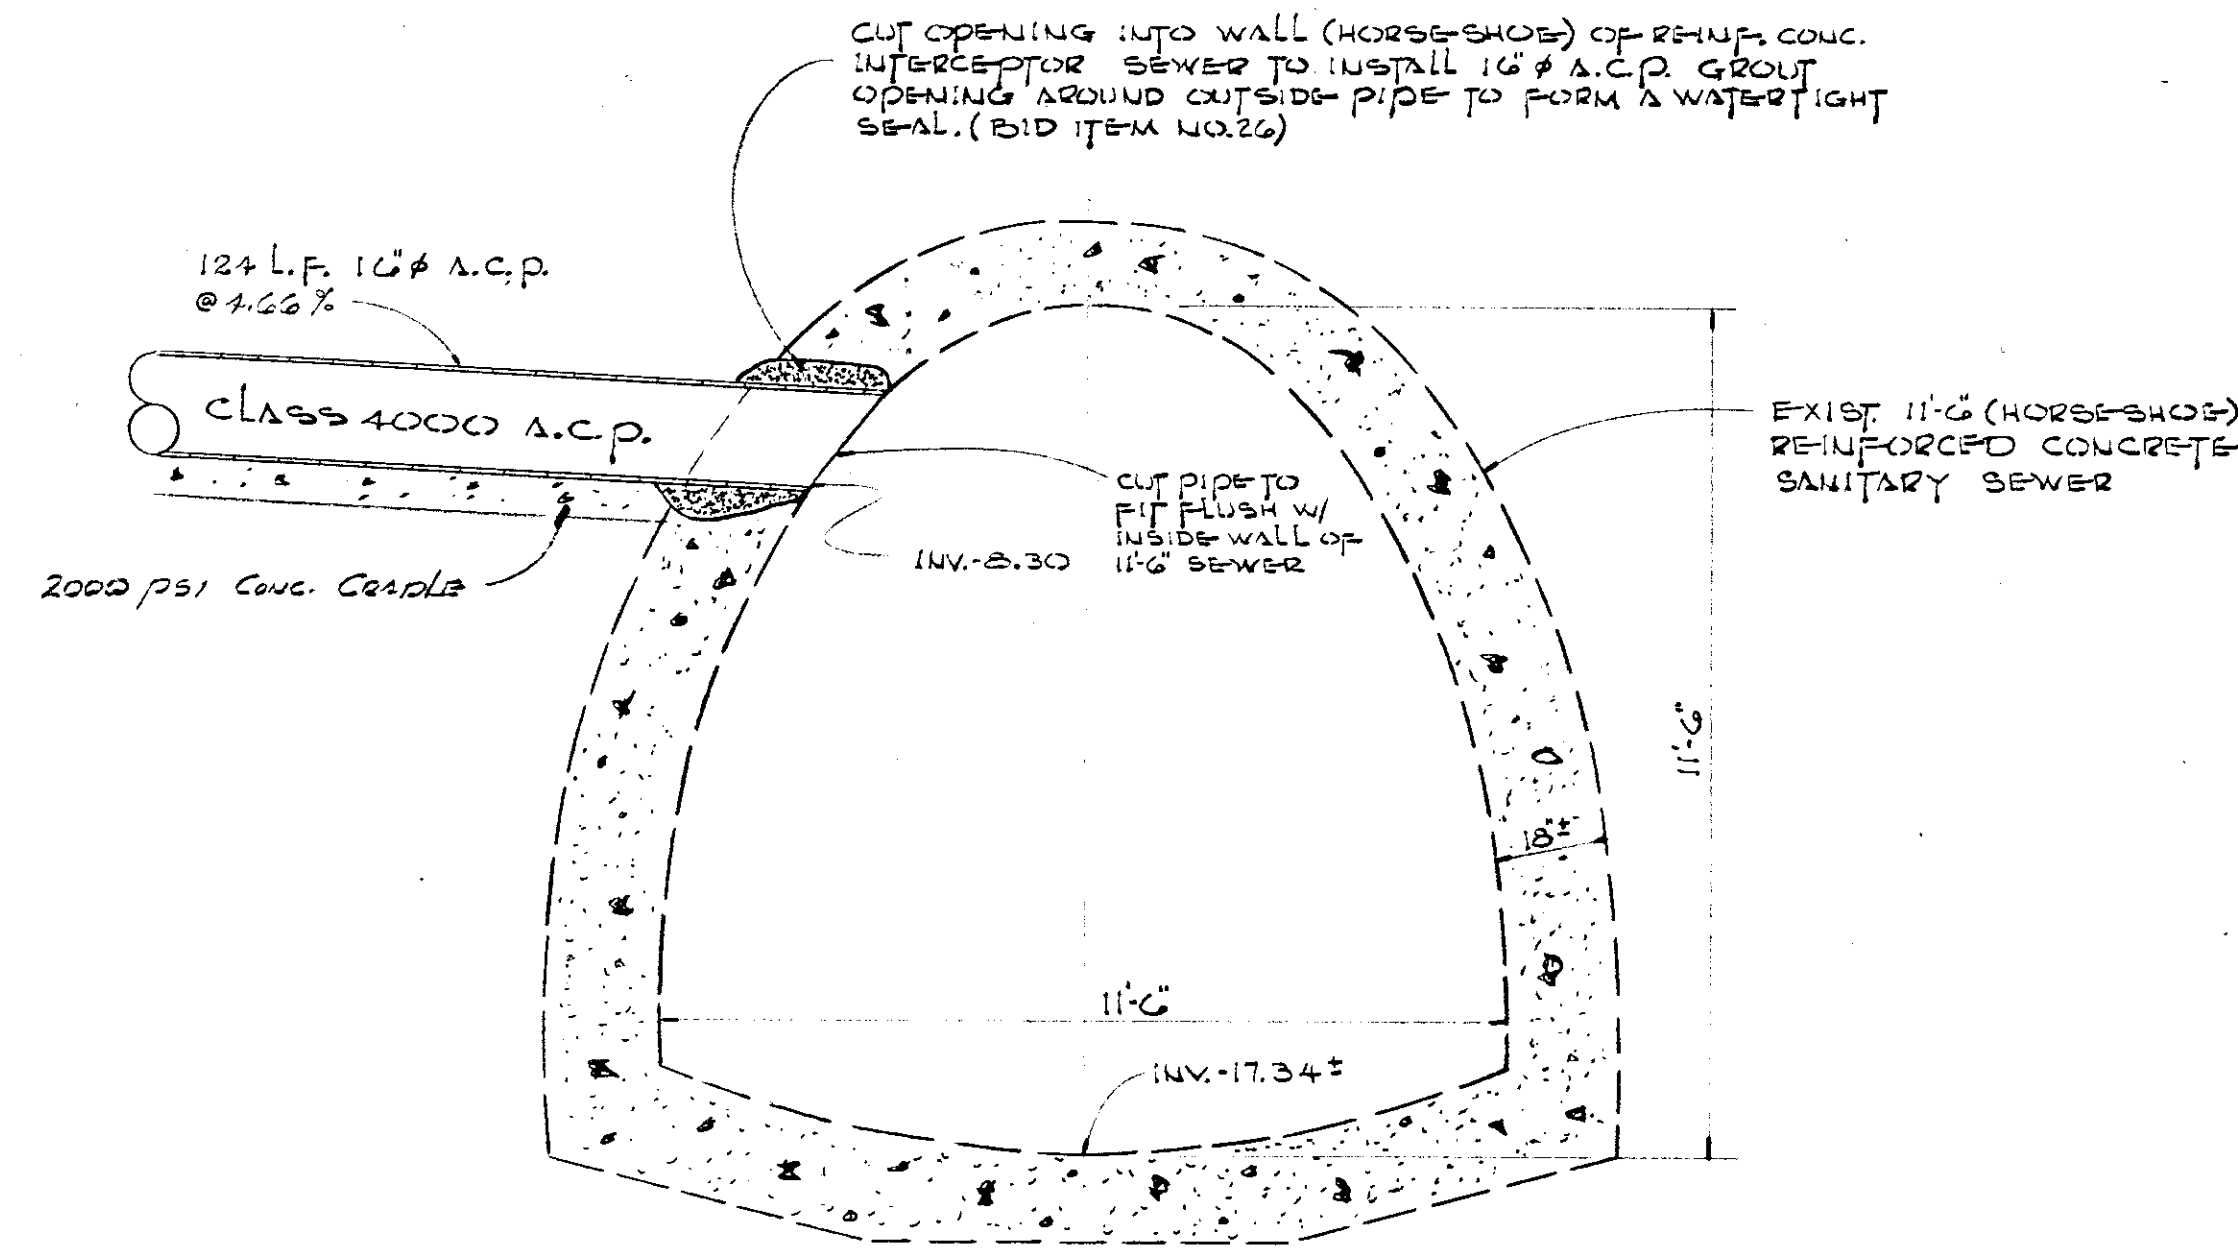 CUT OPENING INTO WALL (HORSE-SHOE) OF REINF. CONC.
INTERCEPTOR SEWER TO INSTALL 16" ø A.C.P. GROUT
OPENING AROUND OUTSIDE PIPE TO FORM A WATERTIGHT
SEAL. (BID ITEM NO.26)
124 L.F. 16" ø A.C.P.
@ 4.66 %
CLASS 4000 A.C.P.
EXIST. 11'-6" (HORSE-SHOE)
REINFORCED CONCRETE
SANITARY SEWER
CUT PIPE TO
FIT FLUSH W/
INSIDE WALL OF
11'-6" SEWER
INV.-8.30
2000 PSI CONC. CRADLE
11'-6"
18"±
11'-6"
INV.-17.34±